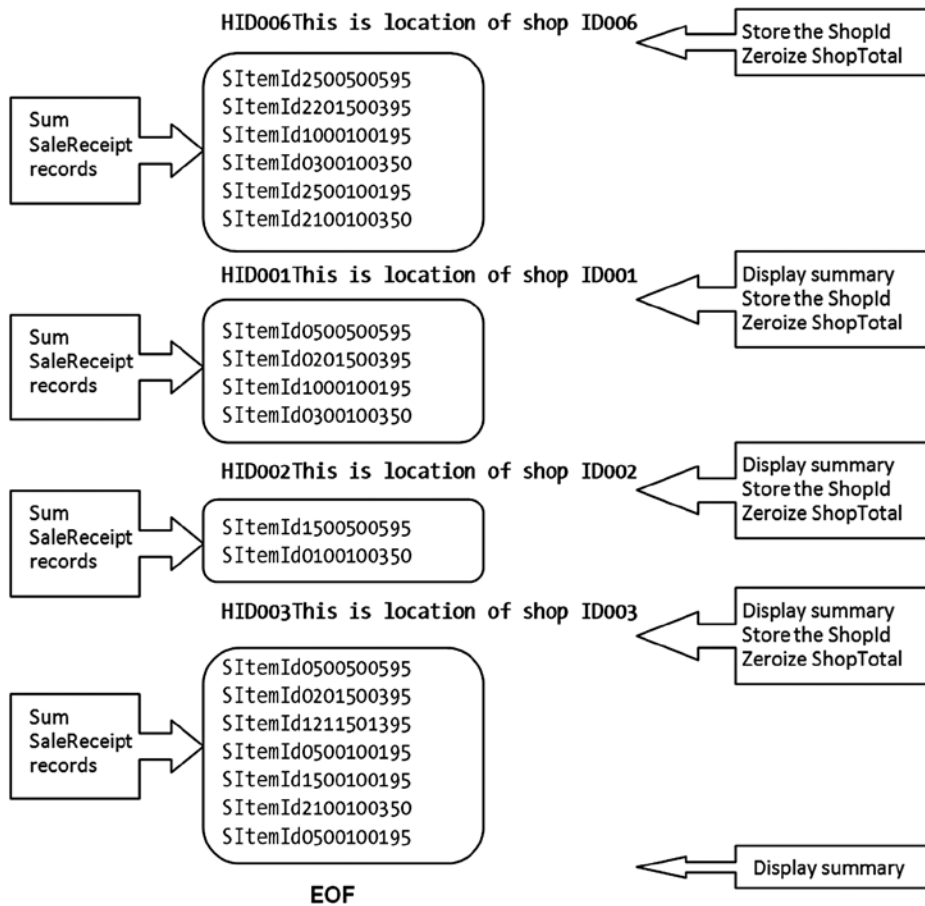 HID006This is location of shop ID006
Store the ShopId
Zeroize ShopTotal
Sum
SaleReceipt
records
SItemId2500500595
SItemId2201500395
SItemId1000100195
SItemId0300100350
SItemId2500100195
SItemId2100100350
HID001This is location of shop ID001
Display summary
Store the ShopId
Zeroize ShopTotal
Sum
SaleReceipt
records
SItemId0500500595
SItemId0201500395
SItemId1000100195
SItemId0300100350
HID002This is location of shop ID002
Display summary
Store the ShopId
Zeroize ShopTotal
Sum
SaleReceipt
records
SItemId1500500595
SItemId0100100350
HID003This is location of shop ID003
Display summary
Store the ShopId
Zeroize ShopTotal
Sum
SaleReceipt
records
SItemId0500500595
SItemId0201500395
SItemId1211501395
SItemId0500100195
SItemId1500100195
SItemId2100100350
SItemId0500100195
Display summary
EOF